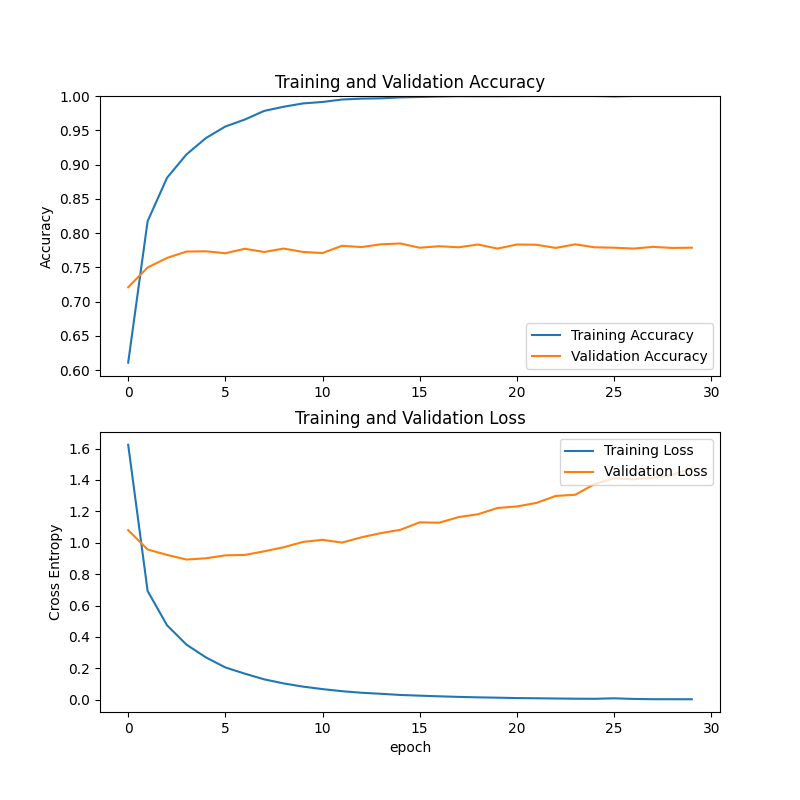 Training and Validation Accuracy
1.00
0.95
0.90
0.85
0.80
0.75
0.70
0.65
0.60
Accuracy
Training Accuracy
Validation Accuracy
0 5 10 15 20 25 30
Training and Validation Loss
1.6
1.4
1.2
1.0
0.8
0.6
0.4
0.2
0.0
Cross Entropy
Training Loss
Validation Loss
0 5 10 15 20 25 30
epoch